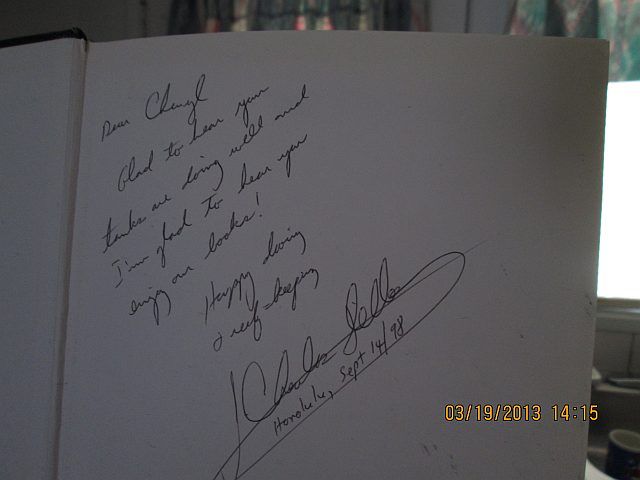 Dear Cheryl
Glad to hear your
tanks are doing well and
I'm glad to hear you
enjoy our books!
Happy diving
& reef-keeping
J Charles Delbeek
Honolulu, Sept 14/98
03/19/2013 14:15